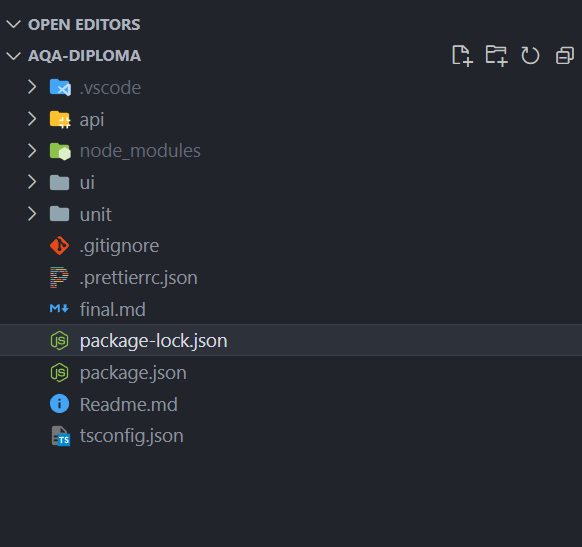 OPEN EDITORS
AQA-DIPLOMA
.vscode
api
node_modules
ui
unit
.gitignore
.prettierrc.json
final.md
package-lock.json
package.json
Readme.md
tsconfig.json